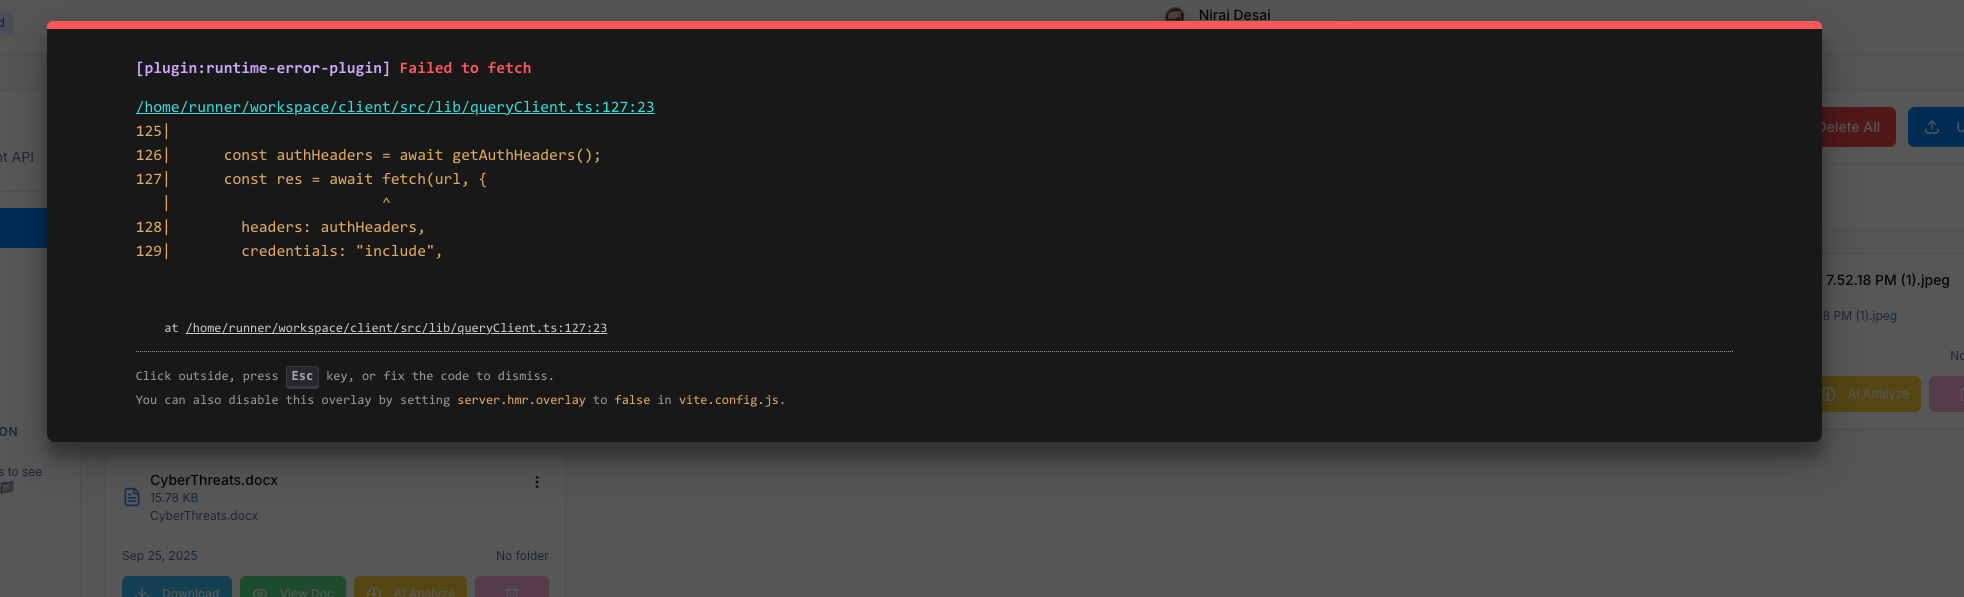 d
Niraj Desai
[plugin:runtime-error-plugin] Failed to fetch
/home/runner/workspace/client/src/lib/queryClient.ts:127:23
125|
126|      const authHeaders = await getAuthHeaders();
127|      const res = await fetch(url, {
|                        ^
128|        headers: authHeaders,
129|        credentials: "include",
at /home/runner/workspace/client/src/lib/queryClient.ts:127:23
Click outside, press Esc key, or fix the code to dismiss.
You can also disable this overlay by setting server.hmr.overlay to false in vite.config.js.
Delete All
U
nt API
7.52.18 PM (1).jpeg
8 PM (1).jpeg
No
AI Analyze
ON
s to see
CyberThreats.docx
15.78 KB
CyberThreats.docx
Sep 25, 2025
No folder
Download
View Doc
AI Analyze